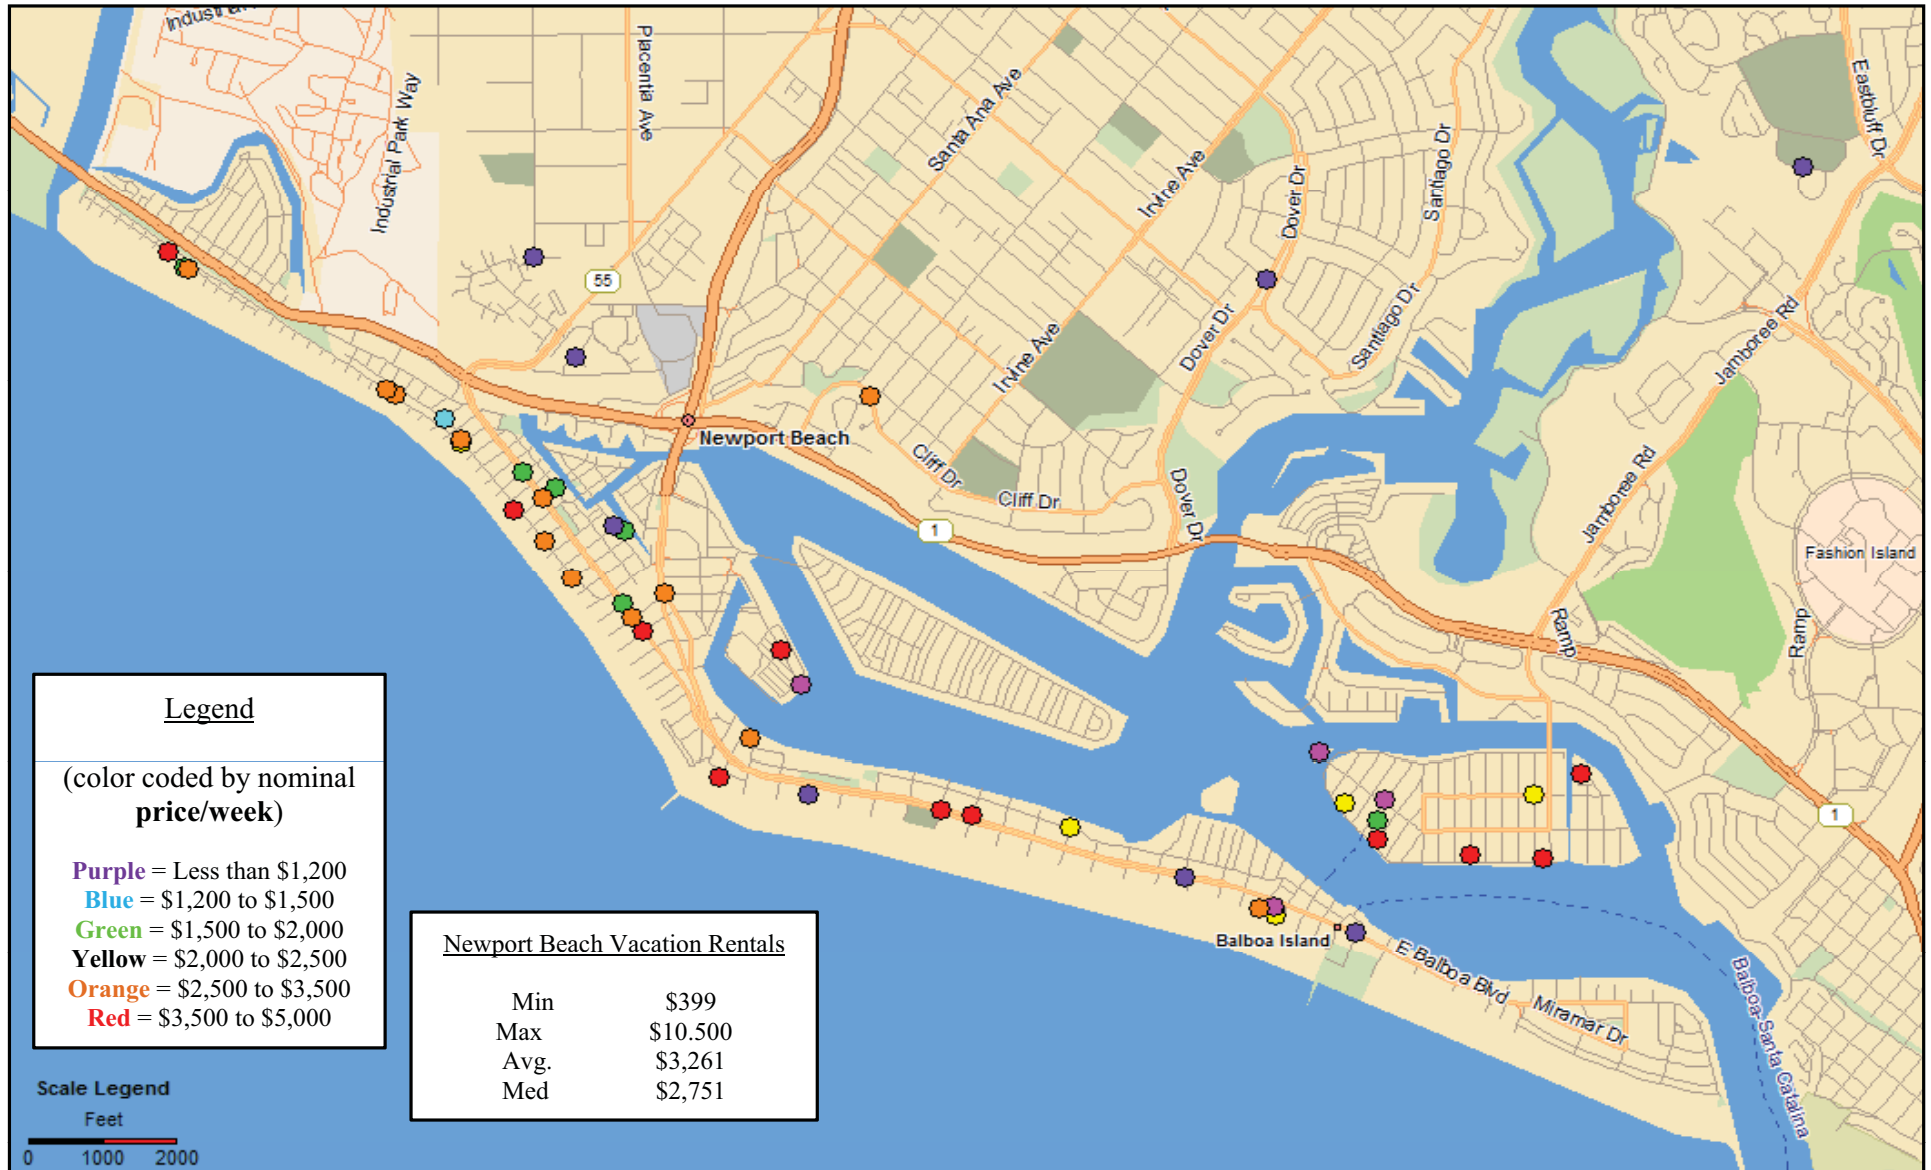 Industri
Industrial Park Way
Placentia Ave
Santa Ana Ave
Irvine Ave
Dover Dr
Santiago Dr
Eastbluff Dr
55
Irvine Ave
Dover Dr
Santiago Dr
Jamboree Rd
Newport Beach
Cliff Dr
Cliff Dr
Dover Dr
Jamboree Rd
1
Fashion Island
Ramp
Ramp
1
Balboa Island
E Balboa Blvd
Miramar Dr
Balboa-Santa Catalina
Legend
(color coded by nominal
price/week)
Purple = Less than $1,200
Blue = $1,200 to $1,500
Green = $1,500 to $2,000
Yellow = $2,000 to $2,500
Orange = $2,500 to $3,500
Red = $3,500 to $5,000
Newport Beach Vacation Rentals
Min $399
Max $10.500
Avg. $3,261
Med $2,751
Scale Legend
Feet
0 1000 2000